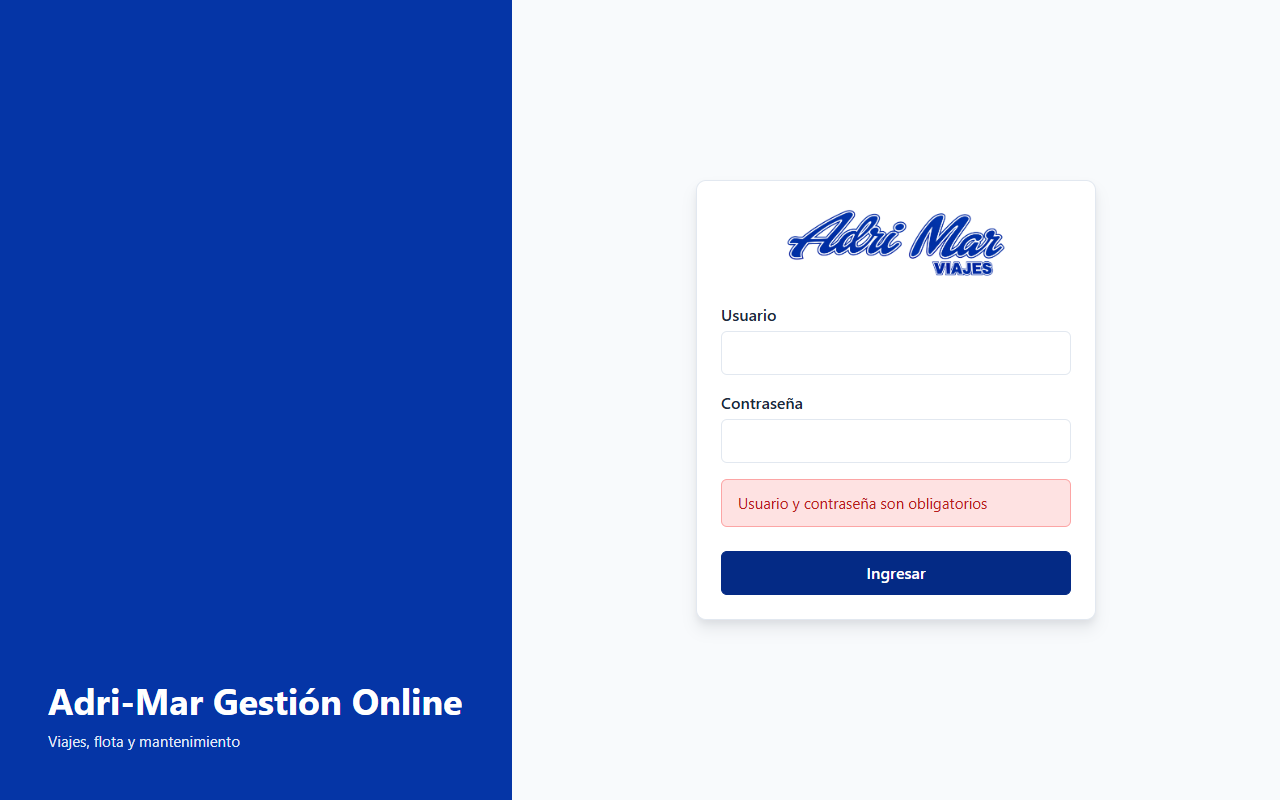 Adri Mar
VIAJES
Usuario
Contraseña
Usuario y contraseña son obligatorios
Ingresar
Adri-Mar Gestión Online
Viajes, flota y mantenimiento